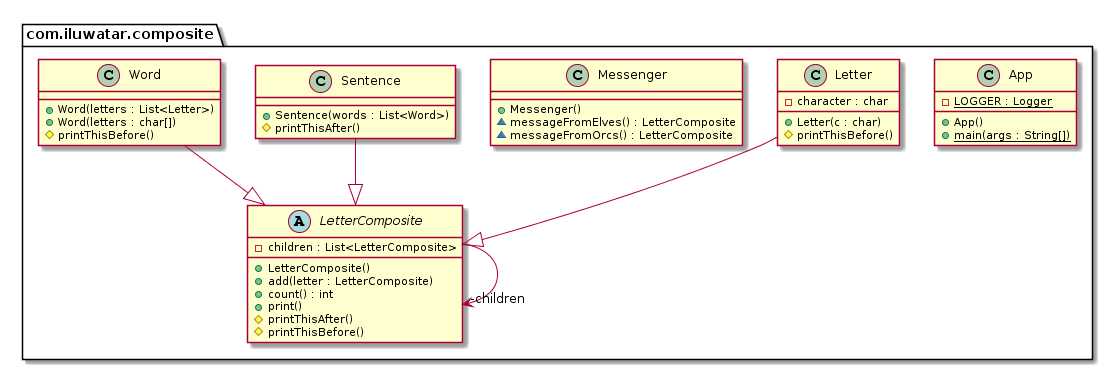 com.iluwatar.composite
C Word
Word(letters : List<Letter>)
Word(letters : char[])
printThisBefore()
C Sentence
Sentence(words : List<Word>)
printThisAfter()
C Messenger
Messenger()
messageFromElves() : LetterComposite
messageFromOrcs() : LetterComposite
C Letter
character : char
Letter(c : char)
printThisBefore()
C App
LOGGER : Logger
App()
main(args : String[])
A LetterComposite
children : List<LetterComposite>
LetterComposite()
add(letter : LetterComposite)
count() : int
print()
printThisAfter()
printThisBefore()
-children